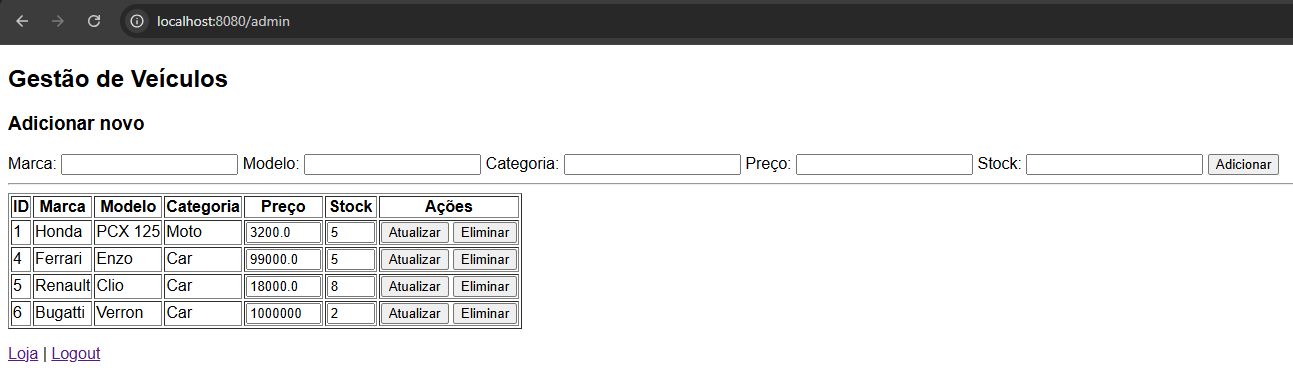 localhost:8080/admin
Gestão de Veículos
Adicionar novo
Marca: Modelo: Categoria: Preço: Stock: Adicionar
ID Marca Modelo Categoria Preço Stock Ações
1 Honda PCX 125 Moto 3200.0 5 Atualizar Eliminar
4 Ferrari Enzo Car 99000.0 5 Atualizar Eliminar
5 Renault Clio Car 18000.0 8 Atualizar Eliminar
6 Bugatti Verron Car 1000000 2 Atualizar Eliminar
Loja | Logout